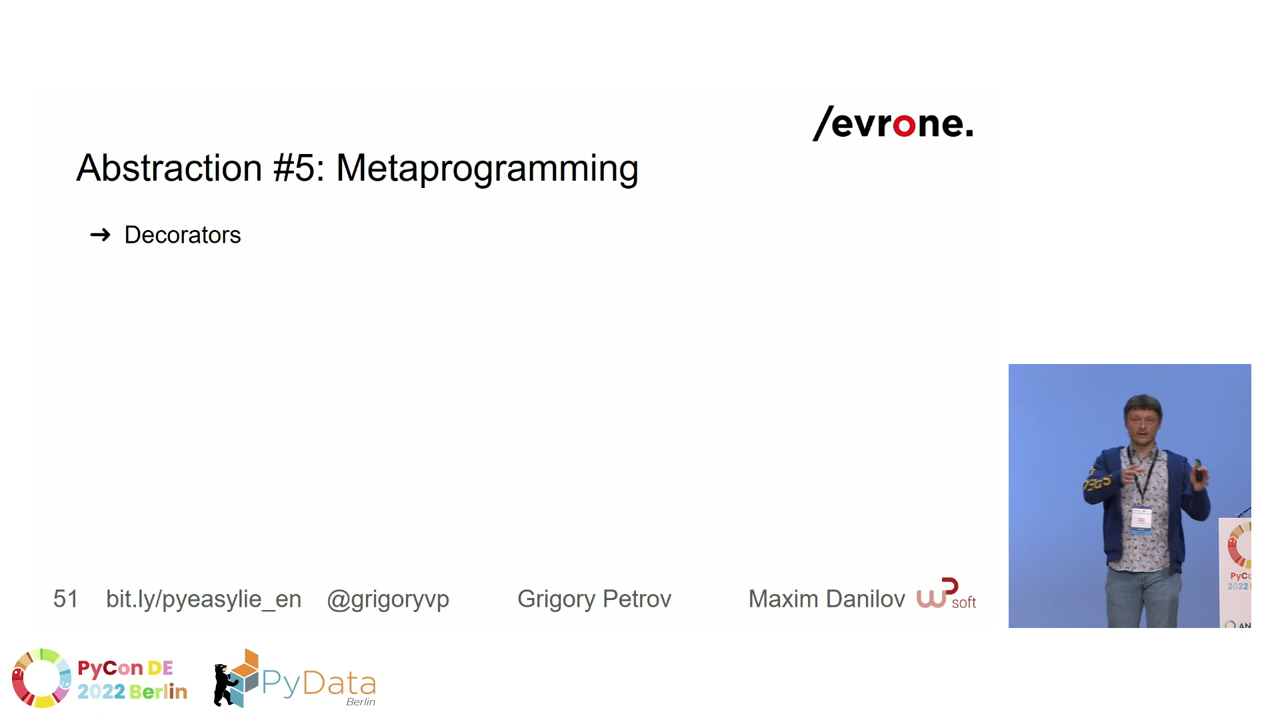 /evrone.
Abstraction #5: Metaprogramming
➔ Decorators
51 bit.ly/pyeasylie_en @grigoryvp Grigory Petrov Maxim Danilov wp soft
PyCon DE
2022 Berlin
PyData
Berlin